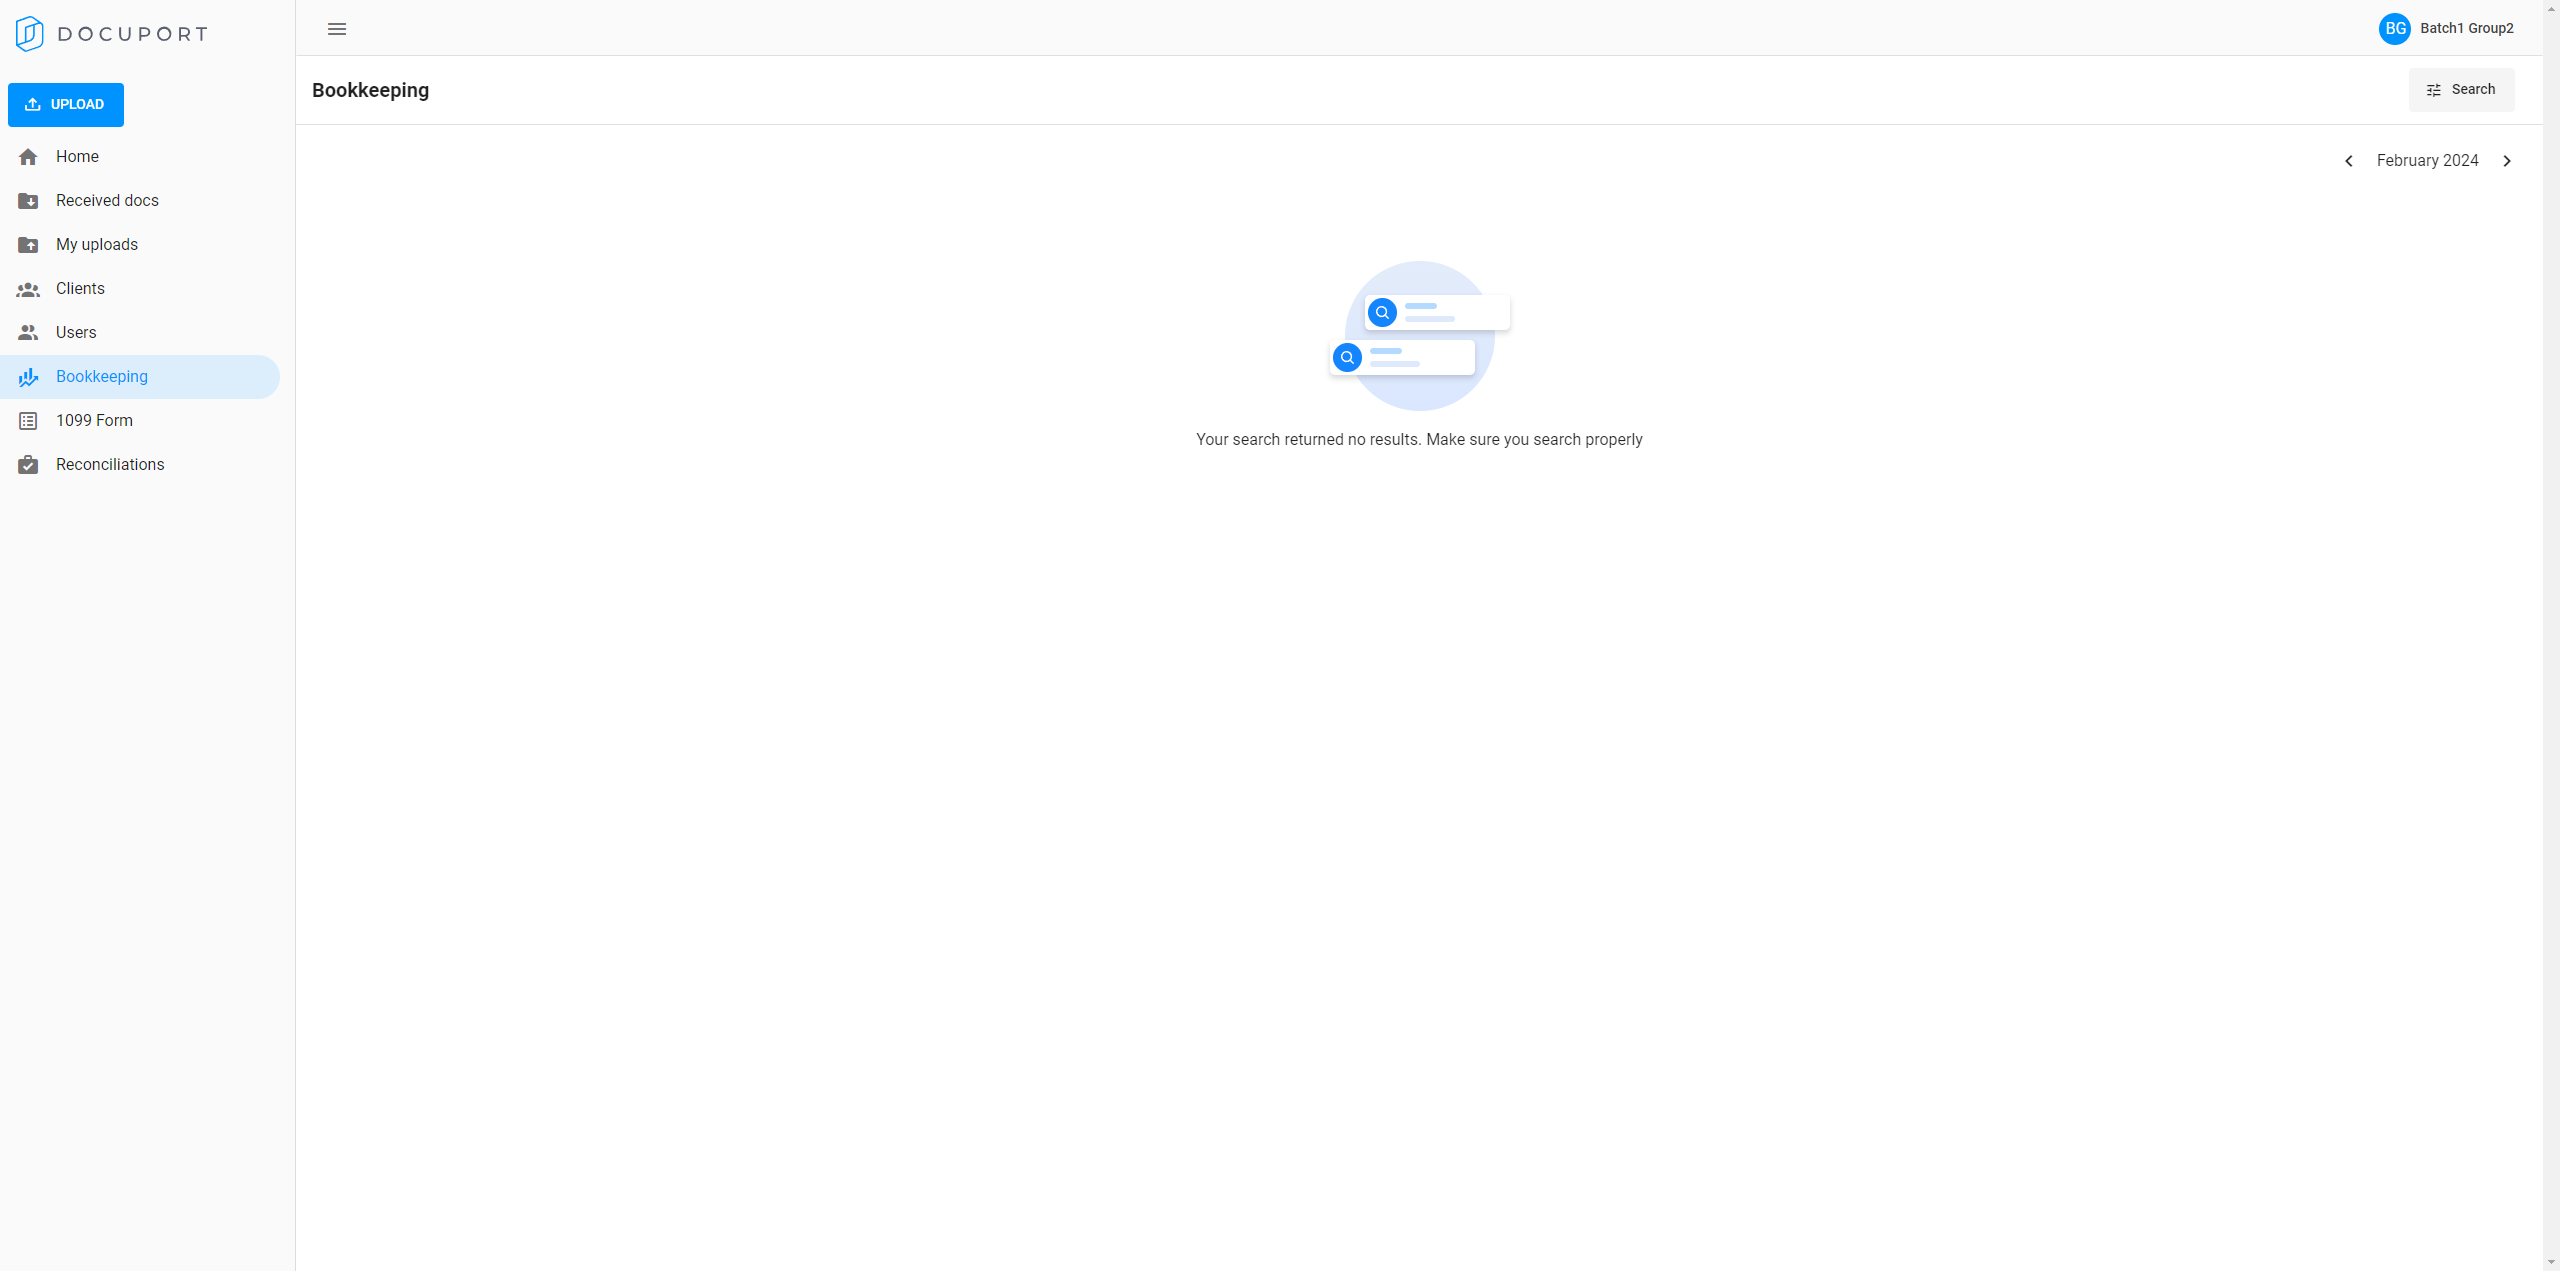 DOCUPORT
UPLOAD
Home
Received docs
My uploads
Clients
Users
Bookkeeping
1099 Form
Reconciliations
BG Batch1 Group2
Bookkeeping
Search
February 2024
Your search returned no results. Make sure you search properly